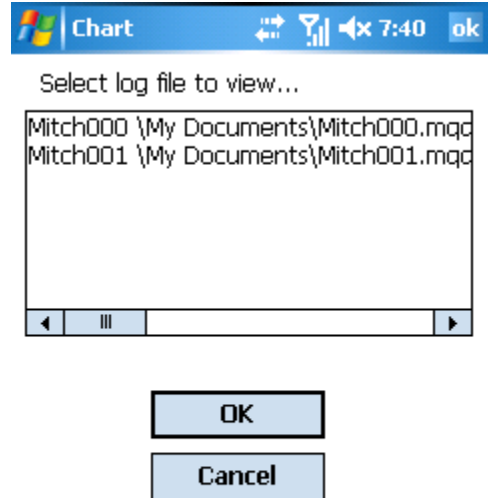 Chart 7:40 ok
Select log file to view...
Mitch000 \My Documents\Mitch000.mqc
Mitch001 \My Documents\Mitch001.mqc
OK
Cancel